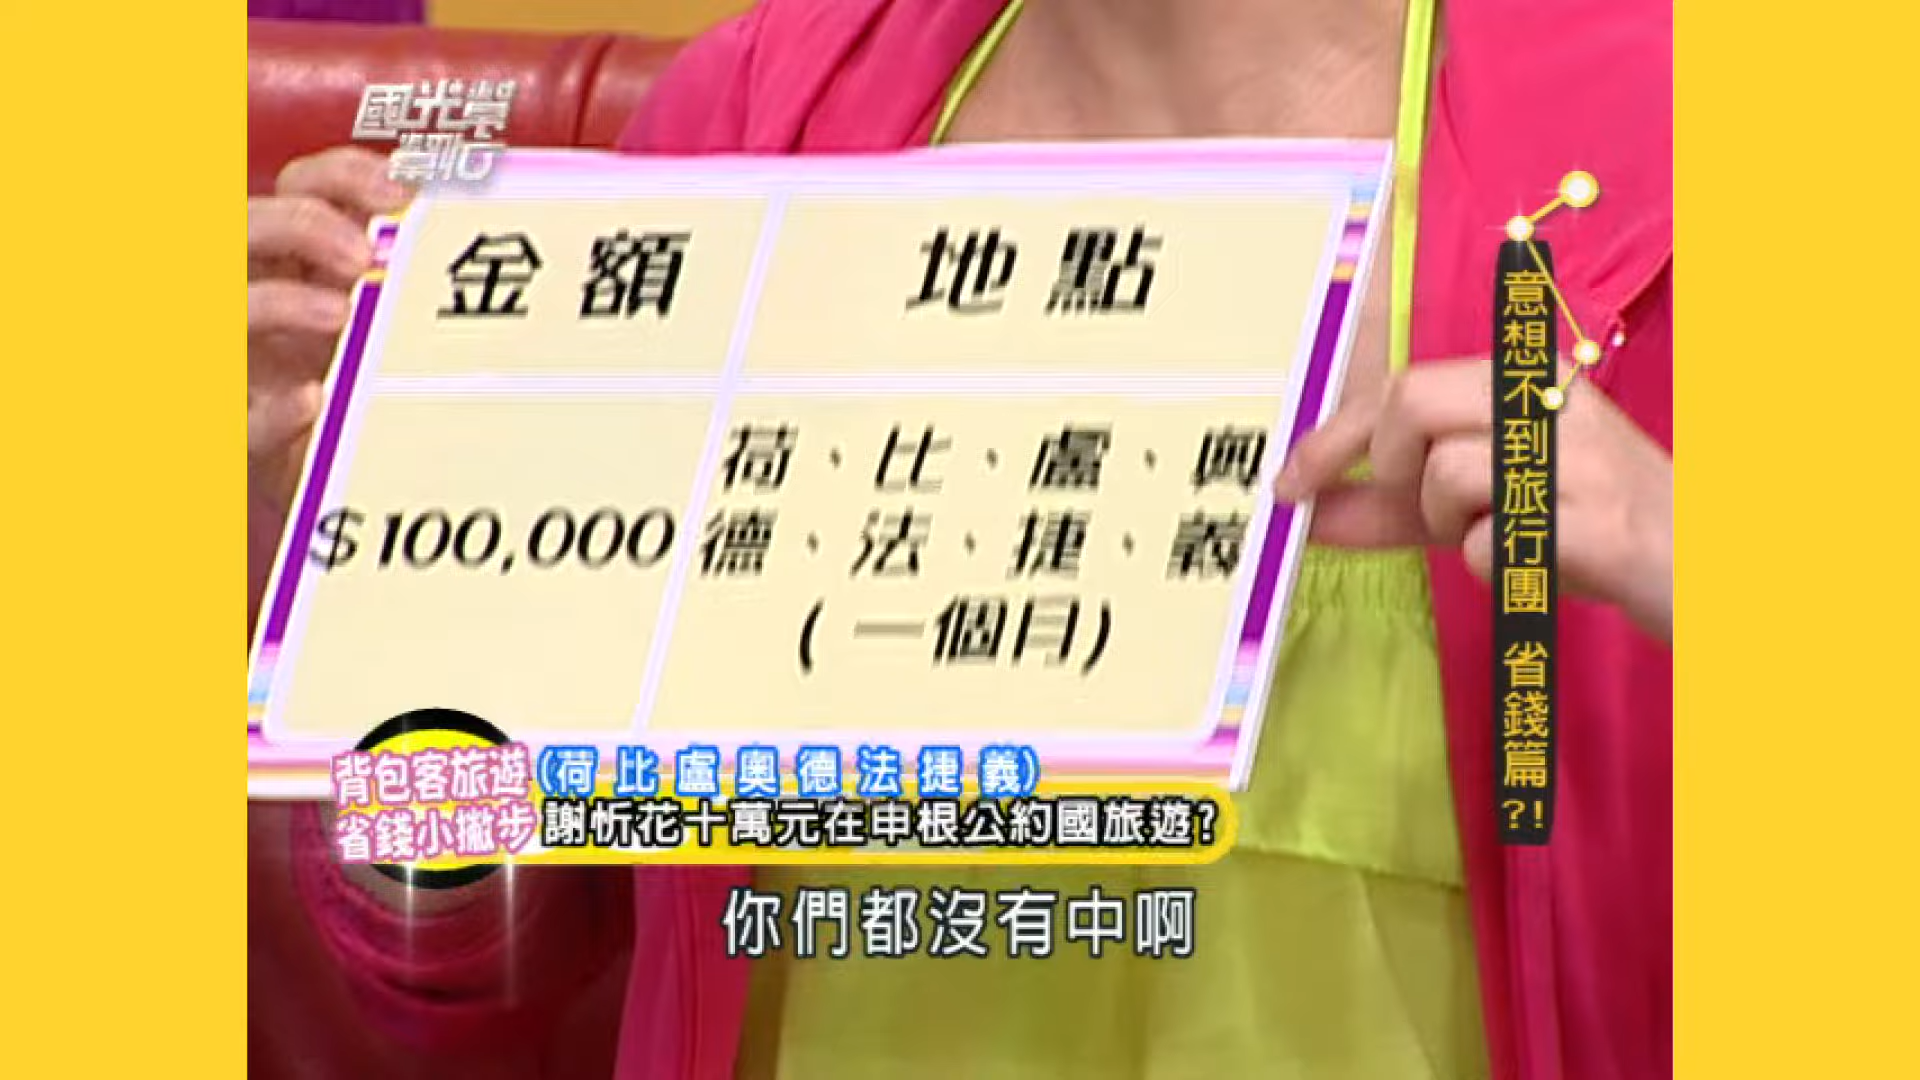 國光幫幫忙
金額 地點
$100,000
荷、比、盧、奧
德、法、捷、義
(一個月)
意想不到旅行團 省錢篇?!
背包客旅遊
省錢小撇步
(荷比盧奧德法捷義)
謝忻花十萬元在申根公約國旅遊?
你們都沒有中啊